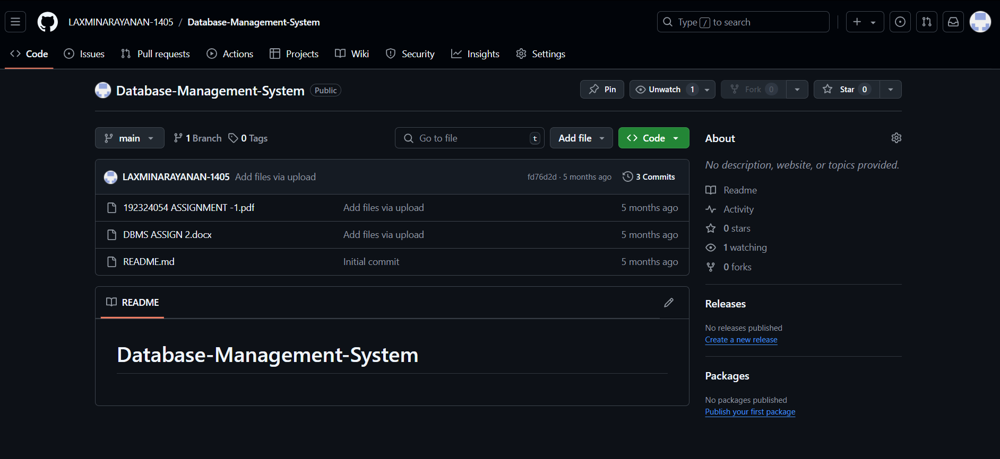 LAXMINARAYANAN-1405 / Database-Management-System
Type / to search
Code Issues Pull requests Actions Projects Wiki Security Insights Settings
Database-Management-System Public
Pin Unwatch 1 Fork 0 Star 0
main 1 Branch 0 Tags Go to file t Add file Code
LAXMINARAYANAN-1405 Add files via upload fd76d2d · 5 months ago 3 Commits
192324054 ASSIGNMENT -1.pdf Add files via upload 5 months ago
DBMS ASSIGN 2.docx Add files via upload 5 months ago
README.md Initial commit 5 months ago
README
Database-Management-System
About
No description, website, or topics provided.
Readme
Activity
0 stars
1 watching
0 forks
Releases
No releases published
Create a new release
Packages
No packages published
Publish your first package